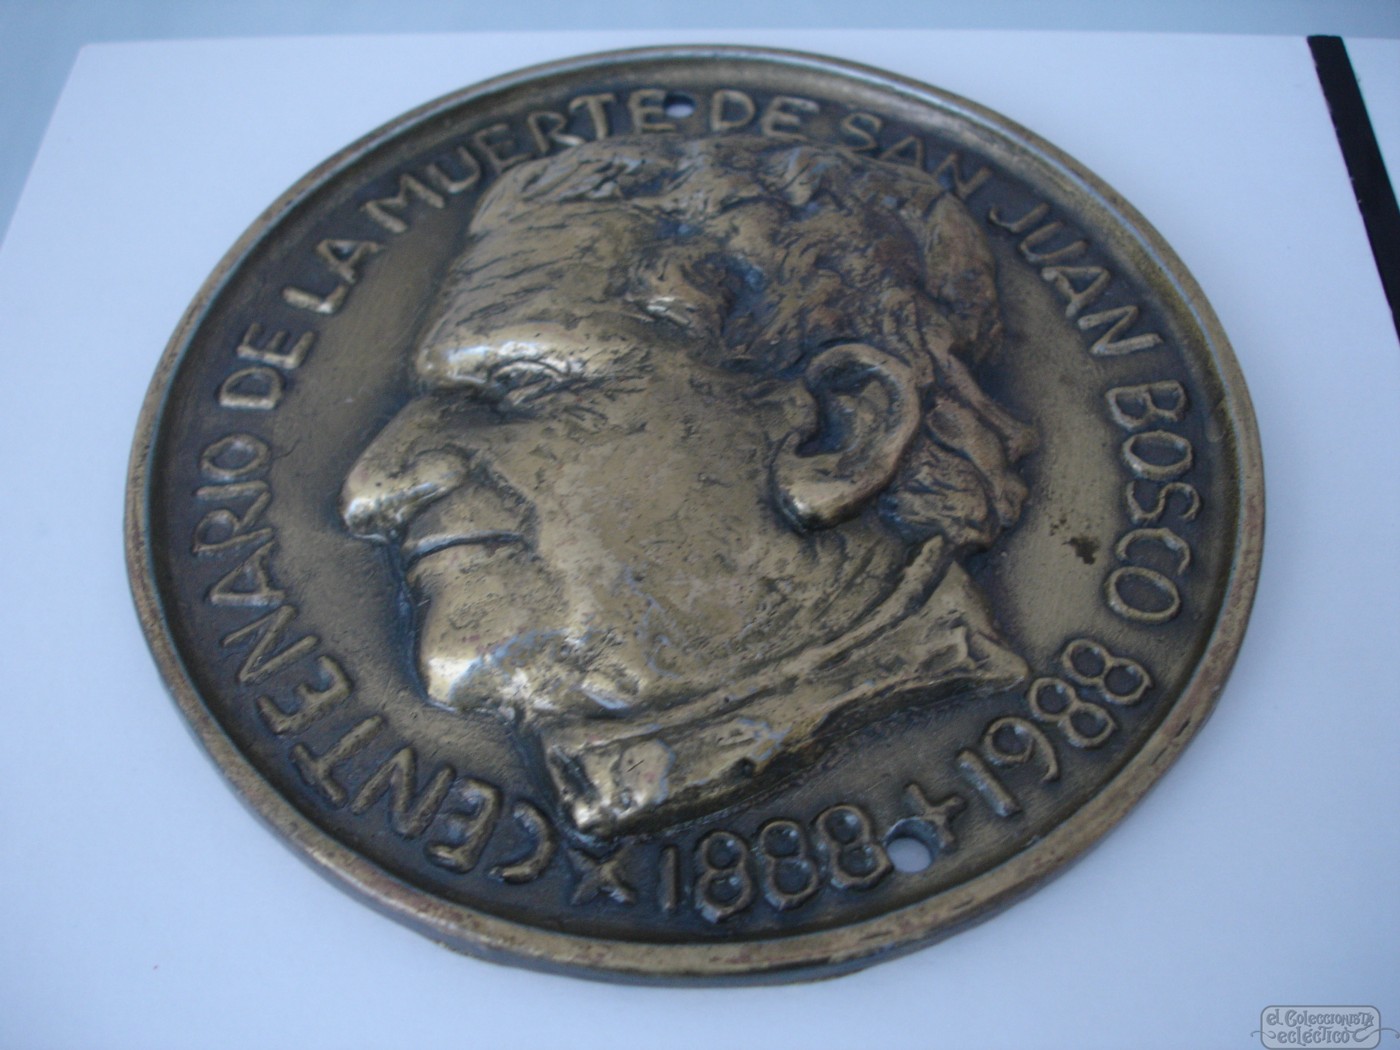 CENTENARIO DE LA MUERTE DE SAN JUAN BOSCO
1888 + 1988
el Coleccionista
ecléctico